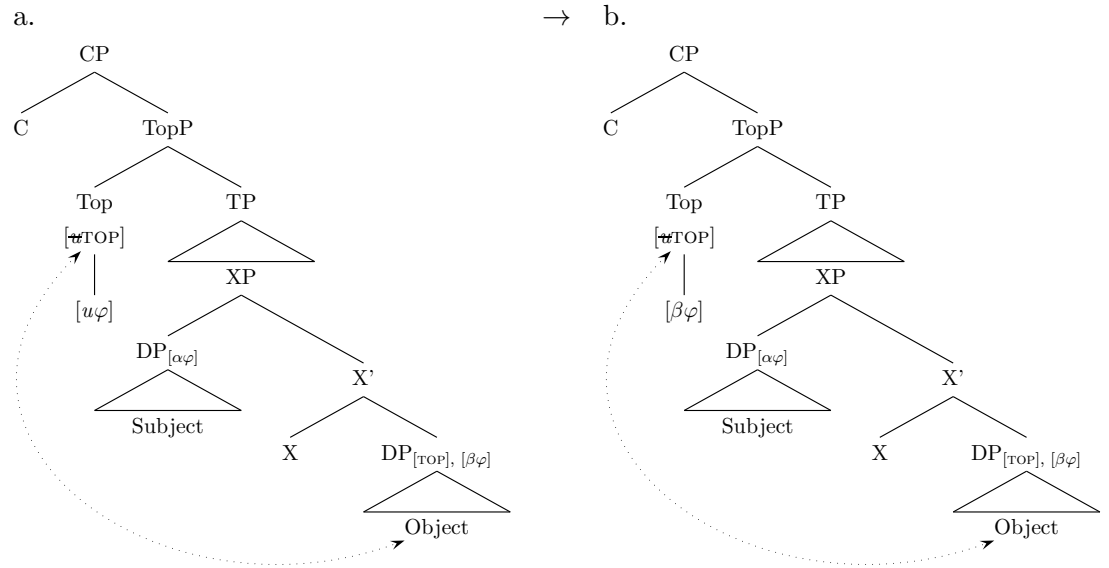 a.
CP
C TopP
Top TP
[uTOP]
XP
[uφ]
DP[αφ]
X'
Subject
X DP[TOP], [βφ]
Object
→
b.
CP
C TopP
Top TP
[uTOP]
XP
[βφ]
DP[αφ]
X'
Subject
X DP[TOP], [βφ]
Object